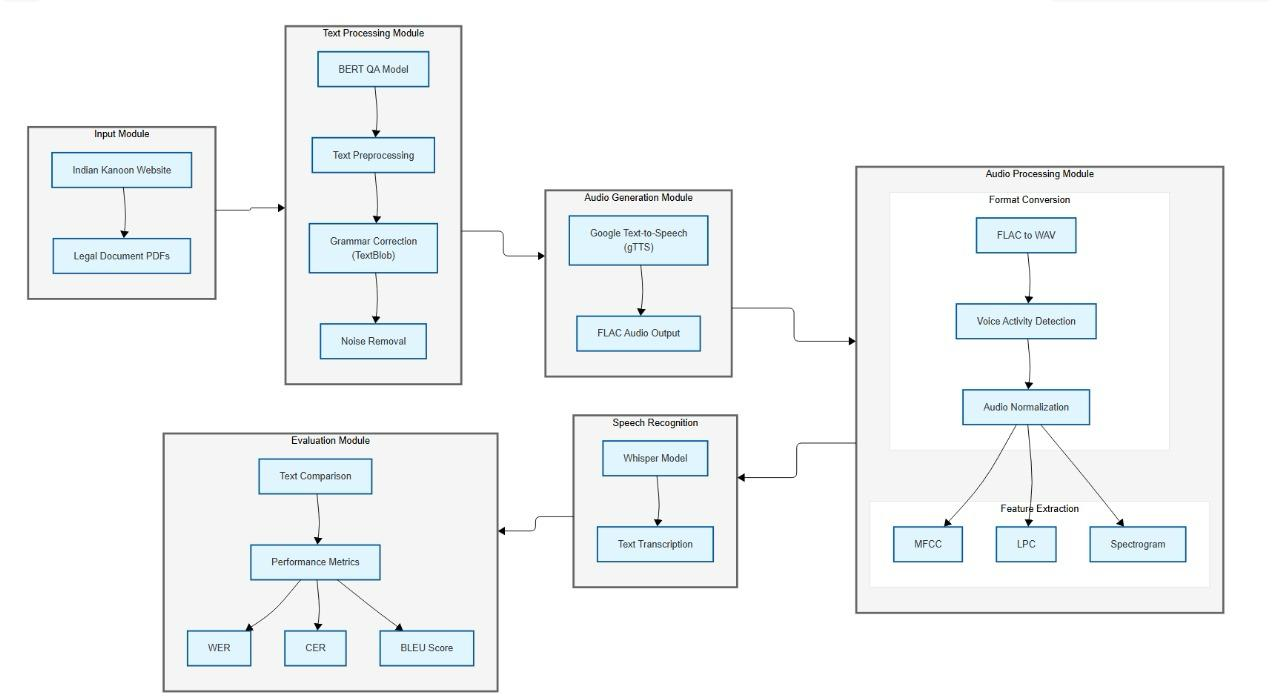 Input Module
Indian Kanoon Website
Legal Document PDFs
Text Processing Module
BERT QA Model
Text Preprocessing
Grammar Correction
(TextBlob)
Noise Removal
Audio Generation Module
Google Text-to-Speech
(gTTS)
FLAC Audio Output
Audio Processing Module
Format Conversion
FLAC to WAV
Voice Activity Detection
Audio Normalization
Feature Extraction
MFCC
LPC
Spectrogram
Speech Recognition
Whisper Model
Text Transcription
Evaluation Module
Text Comparison
Performance Metrics
WER
CER
BLEU Score